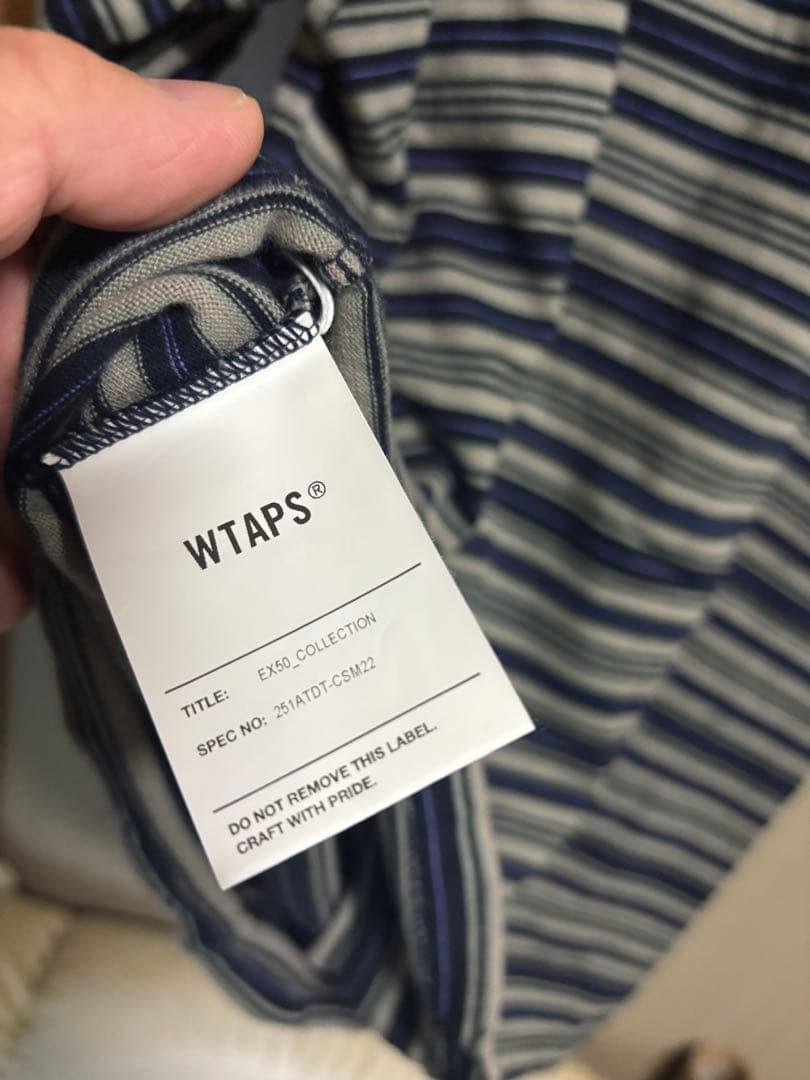 WTAPS®
TITLE: EX50_COLLECTION
SPEC NO: 251ATDT-CSM22
DO NOT REMOVE THIS LABEL.
CRAFT WITH PRIDE.